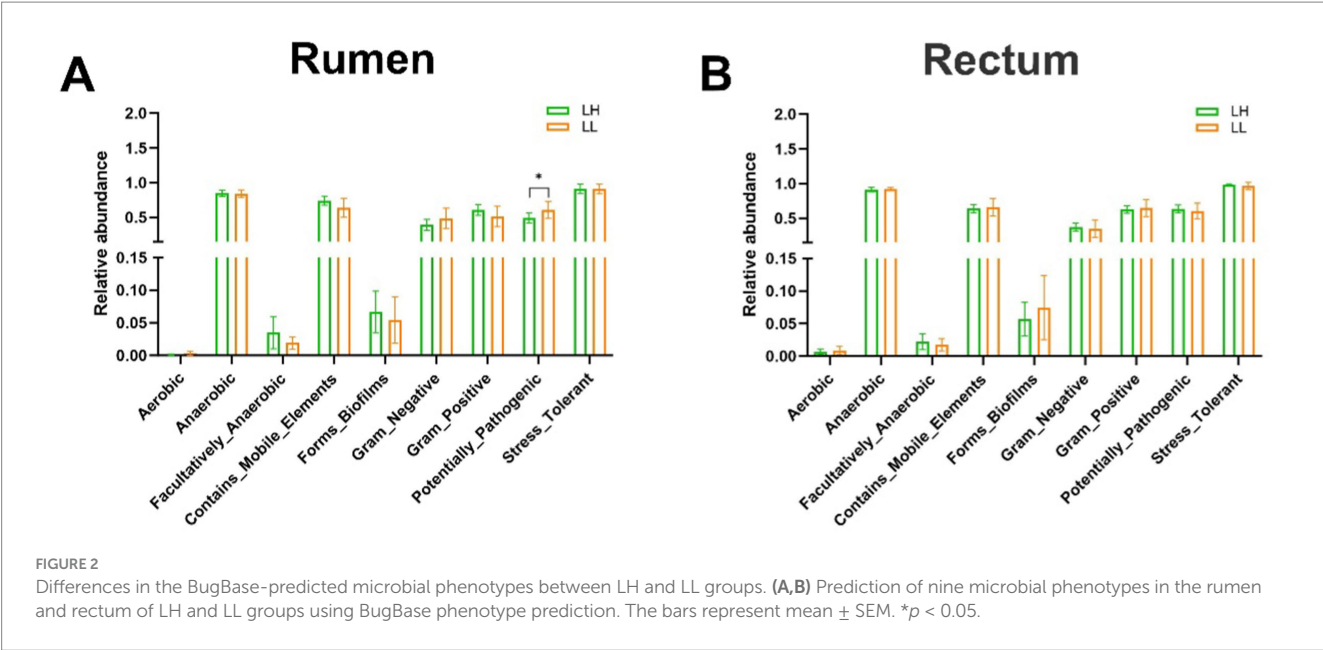 A
Rumen
LH
LL
Relative abundance
2.0
1.5
1.0
0.5
0.15
0.10
0.05
0.00
*
Aerobic
Anaerobic
Facultatively_Anaerobic
Contains_Mobile_Elements
Forms_Biofilms
Gram_Negative
Gram_Positive
Potentially_Pathogenic
Stress_Tolerant
B
Rectum
LH
LL
Relative abundance
2.0
1.5
1.0
0.5
0.15
0.10
0.05
0.00
Aerobic
Anaerobic
Facultatively_Anaerobic
Contains_Mobile_Elements
Forms_Biofilms
Gram_Negative
Gram_Positive
Potentially_Pathogenic
Stress_Tolerant
FIGURE 2
Differences in the BugBase-predicted microbial phenotypes between LH and LL groups. (A,B) Prediction of nine microbial phenotypes in the rumen
and rectum of LH and LL groups using BugBase phenotype prediction. The bars represent mean ± SEM. *p < 0.05.